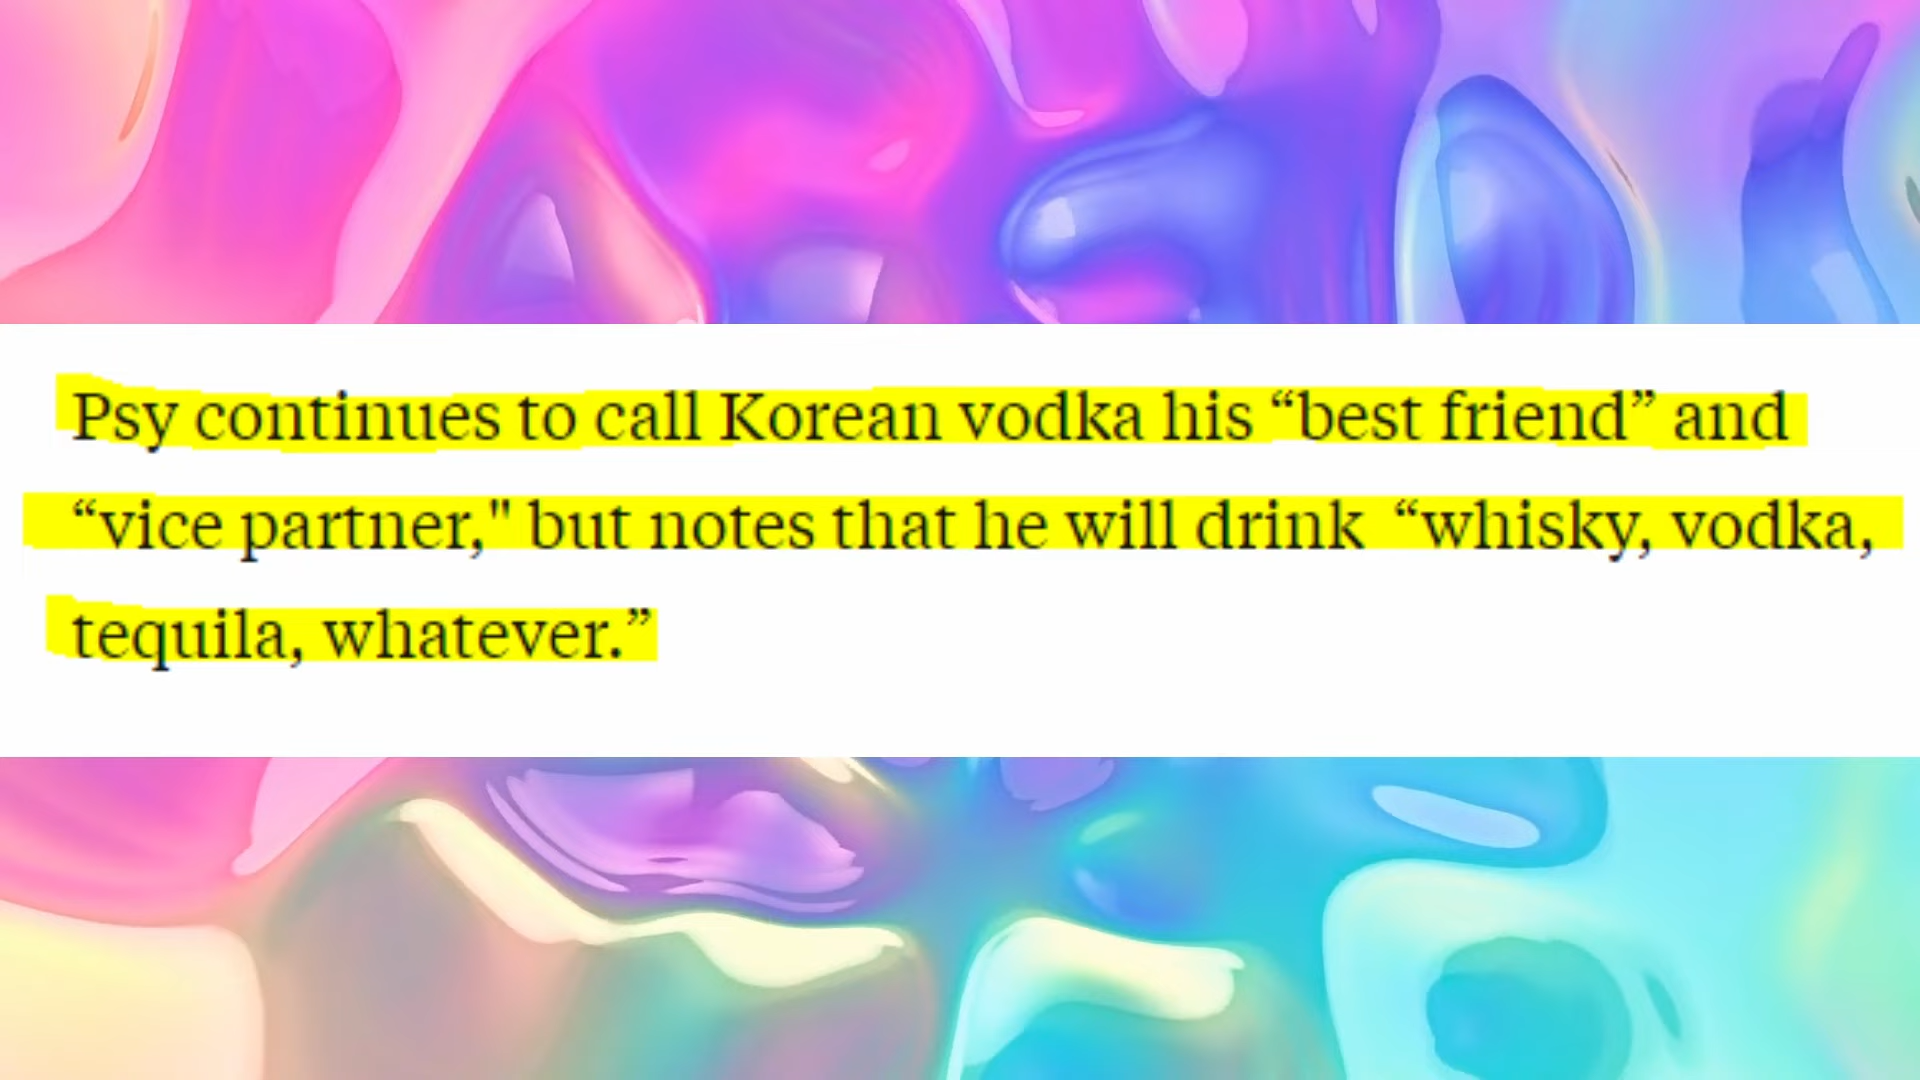 Psy continues to call Korean vodka his “best friend” and
“vice partner," but notes that he will drink “whisky, vodka,
tequila, whatever.”